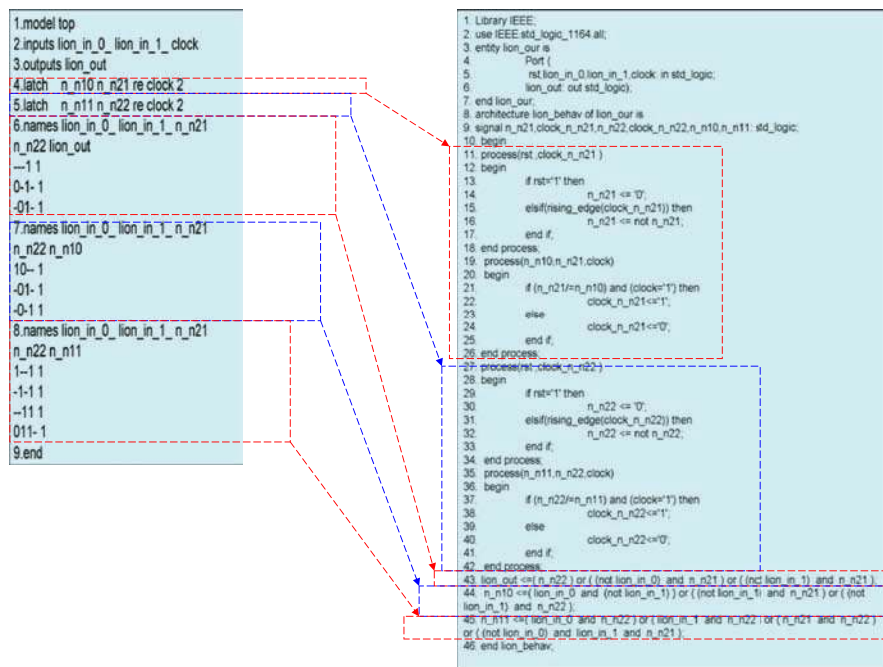 1.model top
2.inputs lion_in_0_ lion_in_1_ clock
3.outputs lion_out
4.latch n_n10 n_n21 re clock 2
5.latch n_n11 n_n22 re clock 2
6.names lion_in_0_ lion_in_1_ n_n21
n_n22 lion_out
---1 1
0-1- 1
-01- 1
7.names lion_in_0_ lion_in_1_ n_n21
n_n22 n_n10
10-- 1
-01- 1
-0-1 1
8.names lion_in_0_ lion_in_1_ n_n21
n_n22 n_n11
1--1 1
-1-1 1
--11 1
011- 1
9.end
1. Library IEEE;
2. use IEEE.std_logic_1164.all;
3. entity lion_our is
4 Port (
5. rst,lion_in_0,lion_in_1,clock: in std_logic;
6. lion_out: out std_logic);
7. end lion_our;
8. architecture lion_behav of lion_our is
9. signal n_n21,clock_n_n21,n_n22,clock_n_n22,n_n10,n_n11: std_logic;
10. begin
11. process(rst ,clock_n_n21 )
12. begin
13. if rst='1' then
14. n_n21 <= '0';
15. elsif(rising_edge(clock_n_n21)) then
16. n_n21 <= not n_n21;
17. end if;
18. end process;
19. process(n_n10,n_n21,clock)
20. begin
21. if (n_n21/=n_n10) and (clock='1') then
22. clock_n_n21<='1';
23. else
24. clock_n_n21<='0';
25. end if;
26. end process;
27. process(rst ,clock_n_n22 )
28. begin
29. if rst='1' then
30. n_n22 <= '0';
31. elsif(rising_edge(clock_n_n22)) then
32. n_n22 <= not n_n22;
33. end if;
34. end process;
35. process(n_n11,n_n22,clock)
36. begin
37. if (n_n22/=n_n11) and (clock='1') then
38. clock_n_n22<='1';
39. else
40. clock_n_n22<='0';
41. end if;
42. end process;
43. lion_out <=( n_n22 ) or ( (not lion_in_0) and n_n21 ) or ( (not lion_in_1) and n_n21 );
44. n_n10 <=( lion_in_0 and (not lion_in_1) ) or ( (not lion_in_1) and n_n21 ) or ( (not
lion_in_1) and n_n22 );
45. n_n11 <=( lion_in_0 and n_n22 ) or ( lion_in_1 and n_n22 ) or ( n_n21 and n_n22 )
or ( (not lion_in_0) and lion_in_1 and n_n21 );
46. end lion_behav;